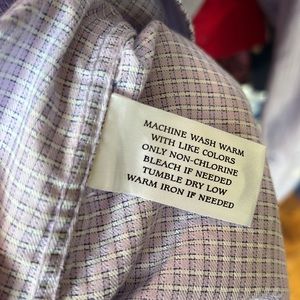 MACHINE WASH WARM
WITH LIKE COLORS
ONLY NON-CHLORINE
BLEACH IF NEEDED
TUMBLE DRY LOW
WARM IRON IF NEEDED